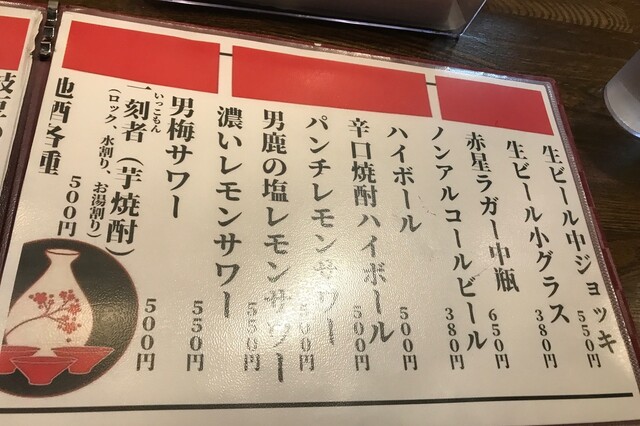 生ビール中ジョッキ 550円
生ビール小グラス 380円
赤星ラガー中瓶 650円
ノンアルコールビール 380円
ハイボール 500円
辛口焼酎ハイボール 500円
パンチレモンサワー 500円
男鹿の塩レモンサワー 550円
濃いレモンサワー 550円
男梅サワー
いっこもん
一刻者(芋焼酎) 500円
(ロック、水割り、お湯割り)
地酒各種 500円